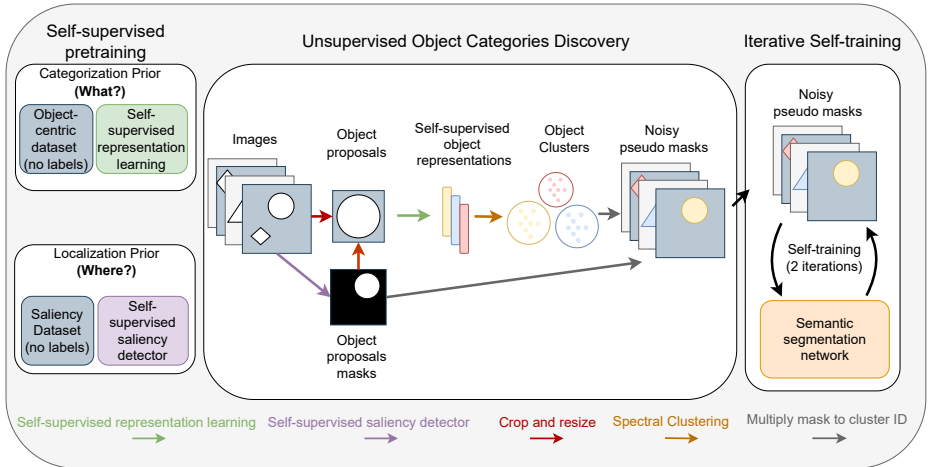 Self-supervised
pretraining
Categorization Prior
(What?)
Object-
centric
dataset
(no labels)
Self-
supervised
representation
learning
Localization Prior
(Where?)
Saliency
Dataset
(no labels)
Self-
supervised
saliency
detector
Unsupervised Object Categories Discovery
Images
Object
proposals
Self-supervised
object
representations
Object
Clusters
Noisy
pseudo masks
Object
proposals
masks
Iterative Self-training
Noisy
pseudo masks
Self-training
(2 iterations)
Semantic
segmentation
network
Self-supervised representation learning
Self-supervised saliency detector
Crop and resize
Spectral Clustering
Multiply mask to cluster ID